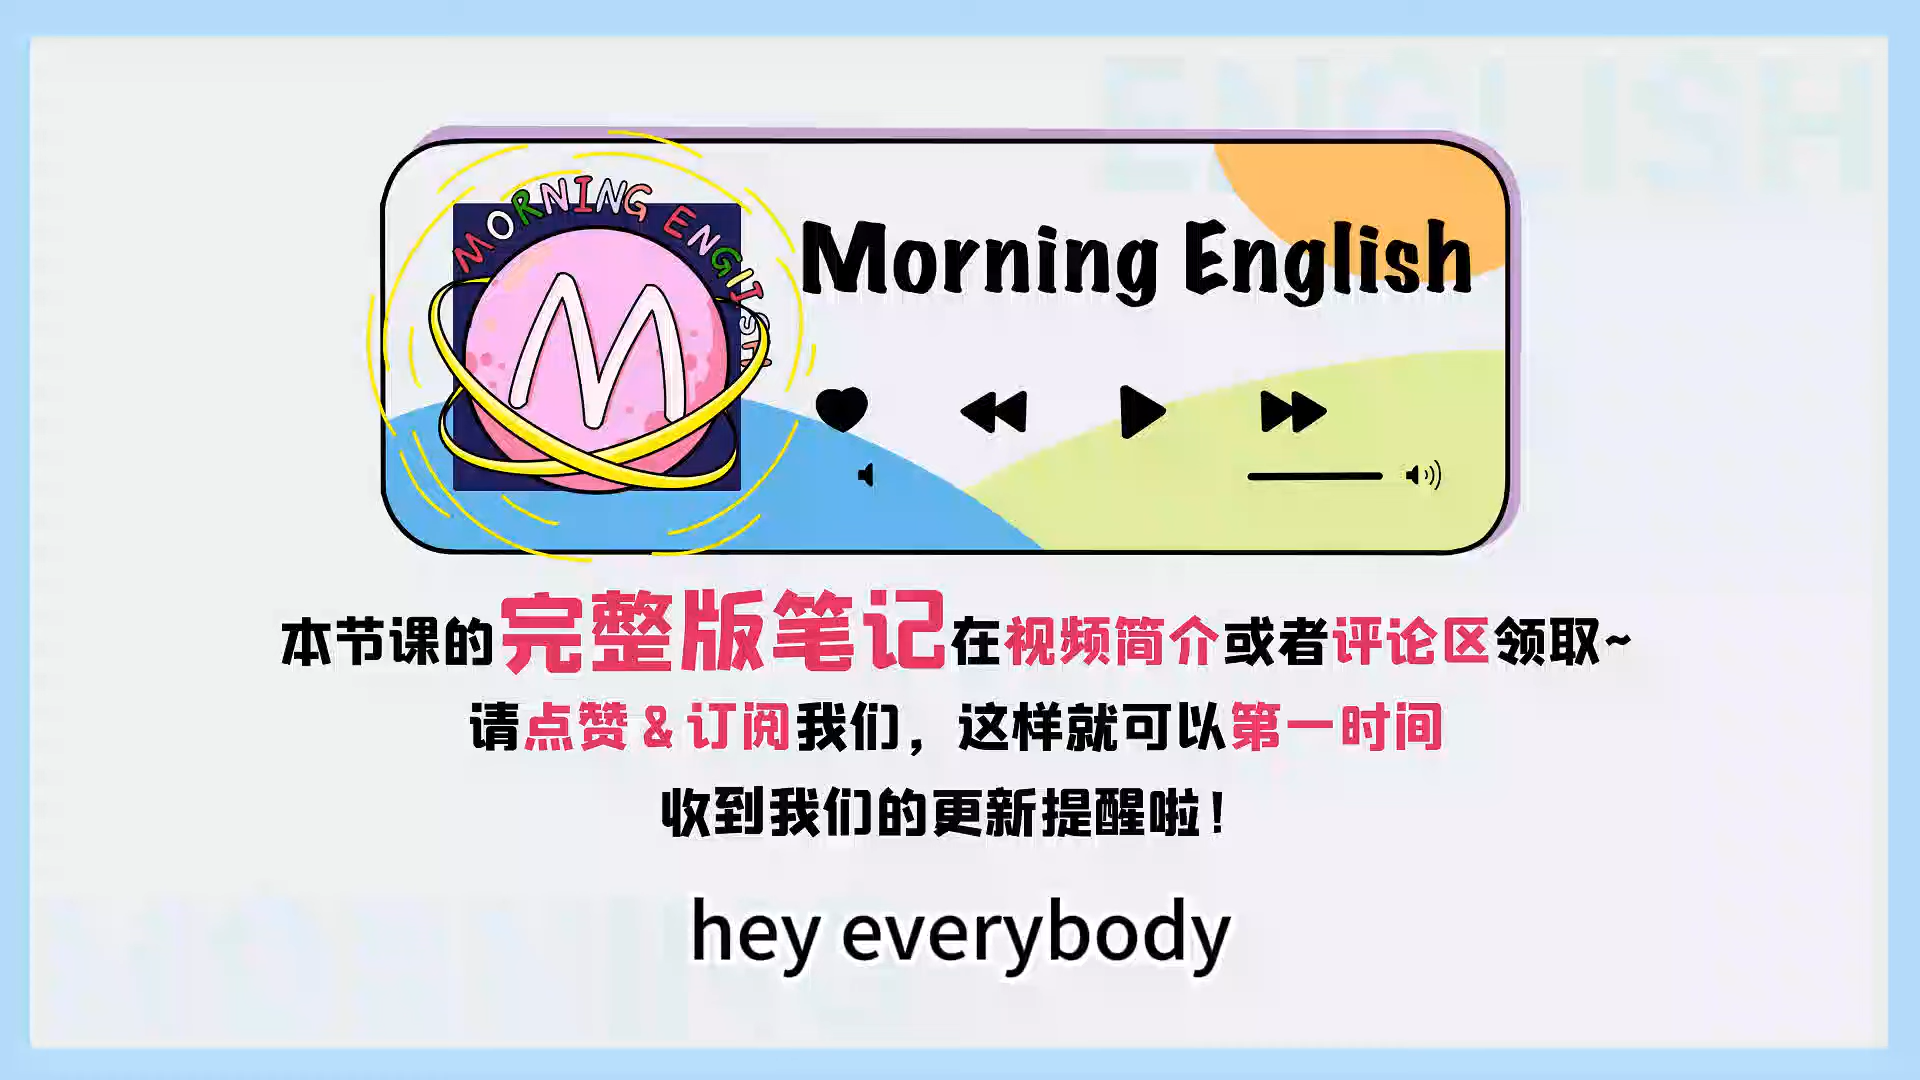 ENGLISH
MORNING ENGLISH
M
Morning English
本节课的完整版笔记在视频简介或者评论区领取~
请点赞&订阅我们，这样就可以第一时间
收到我们的更新提醒啦！
MORNING
hey everybody